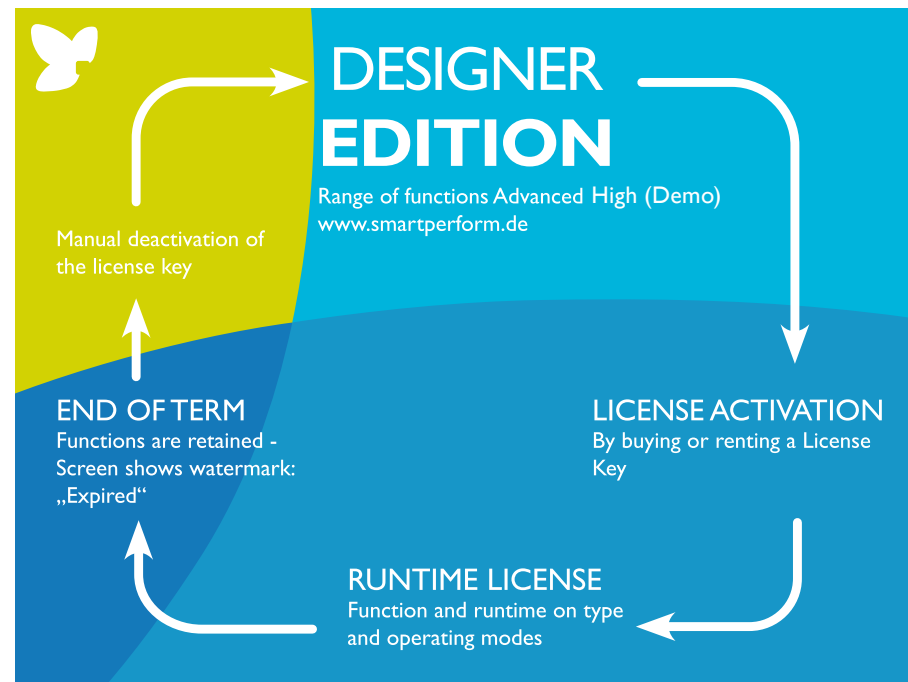 DESIGNER
EDITION
Range of functions Advanced High (Demo)
www.smartperform.de
LICENSE ACTIVATION
By buying or renting a License
Key
RUNTIME LICENSE
Function and runtime on type
and operating modes
END OF TERM
Functions are retained -
Screen shows watermark:
„Expired“
Manual deactivation of
the license key